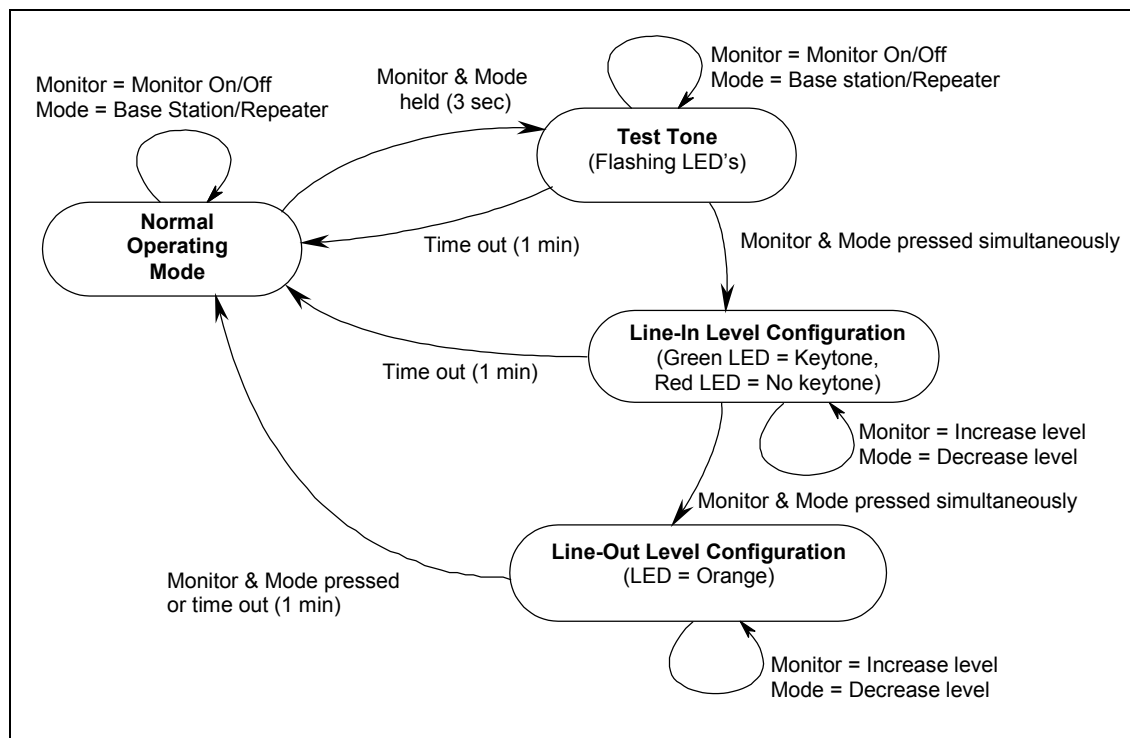 Monitor = Monitor On/Off
Mode = Base Station/Repeater
Monitor & Mode
held (3 sec)
Monitor = Monitor On/Off
Mode = Base station/Repeater
Test Tone
(Flashing LED's)
Normal
Operating
Mode
Time out (1 min)
Monitor & Mode pressed simultaneously
Line-In Level Configuration
(Green LED = Keytone,
Red LED = No keytone)
Time out (1 min)
Monitor = Increase level
Mode = Decrease level
Monitor & Mode pressed simultaneously
Line-Out Level Configuration
(LED = Orange)
Monitor & Mode pressed
or time out (1 min)
Monitor = Increase level
Mode = Decrease level